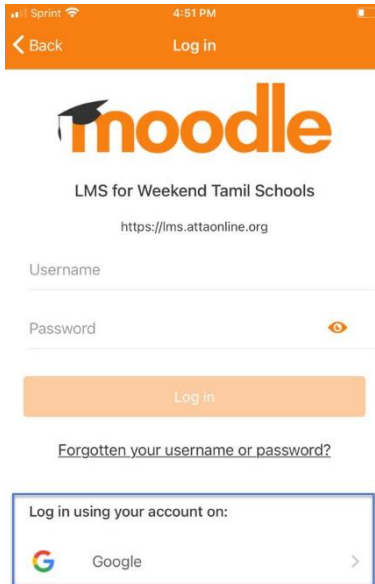 Sprint 4:51 PM
Back Log in
moodle
LMS for Weekend Tamil Schools
https://lms.attaonline.org
Username
Password
Log in
Forgotten your username or password?
Log in using your account on:
Google